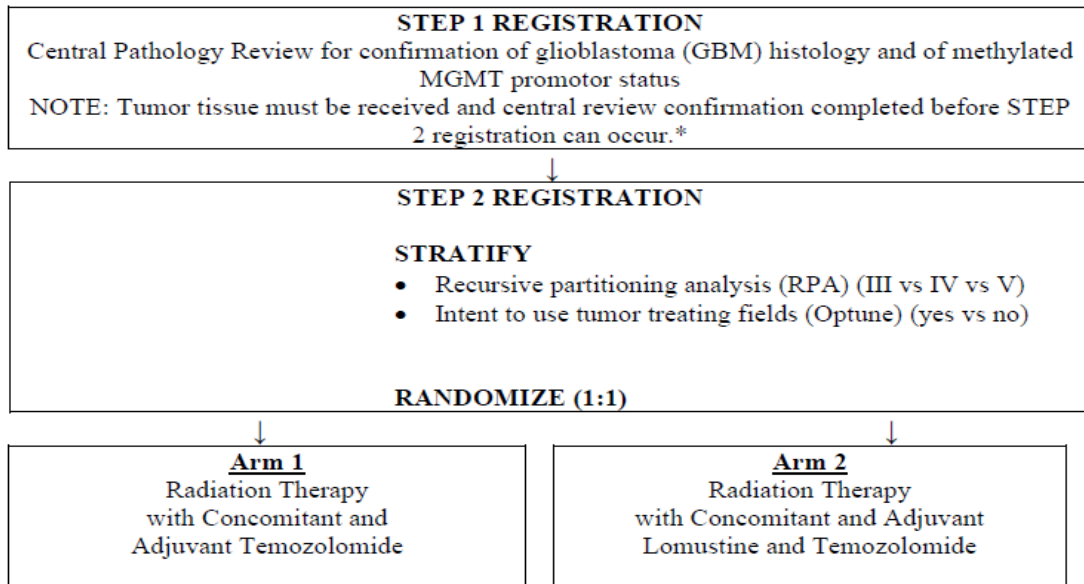 STEP 1 REGISTRATION
Central Pathology Review for confirmation of glioblastoma (GBM) histology and of methylated
MGMT promotor status
NOTE: Tumor tissue must be received and central review confirmation completed before STEP
2 registration can occur.*
↓
STEP 2 REGISTRATION
STRATIFY
• Recursive partitioning analysis (RPA) (III vs IV vs V)
• Intent to use tumor treating fields (Optune) (yes vs no)
RANDOMIZE (1:1)
↓ ↓
Arm 1
Radiation Therapy
with Concomitant and
Adjuvant Temozolomide
Arm 2
Radiation Therapy
with Concomitant and Adjuvant
Lomustine and Temozolomide